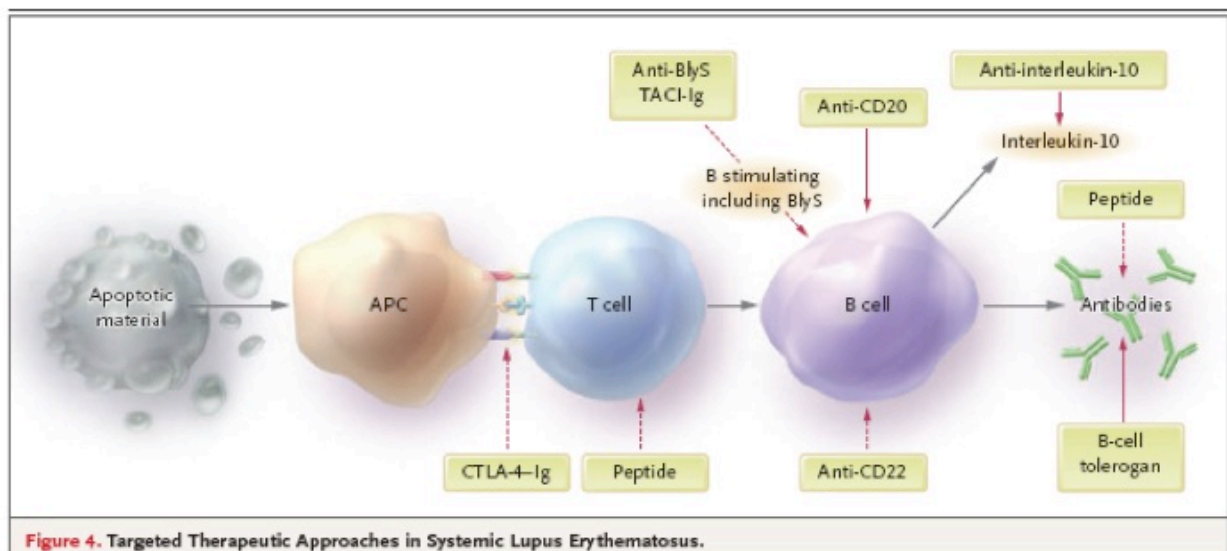 Anti-BlyS
TACI-Ig
Anti-CD20
Anti-interleukin-10
Interleukin-10
B stimulating
including BlyS
Peptide
Apoptotic
material
APC
T cell
B cell
Antibodies
CTLA-4–Ig
Peptide
Anti-CD22
B-cell
tolerogan
Figure 4. Targeted Therapeutic Approaches in Systemic Lupus Erythematosus.